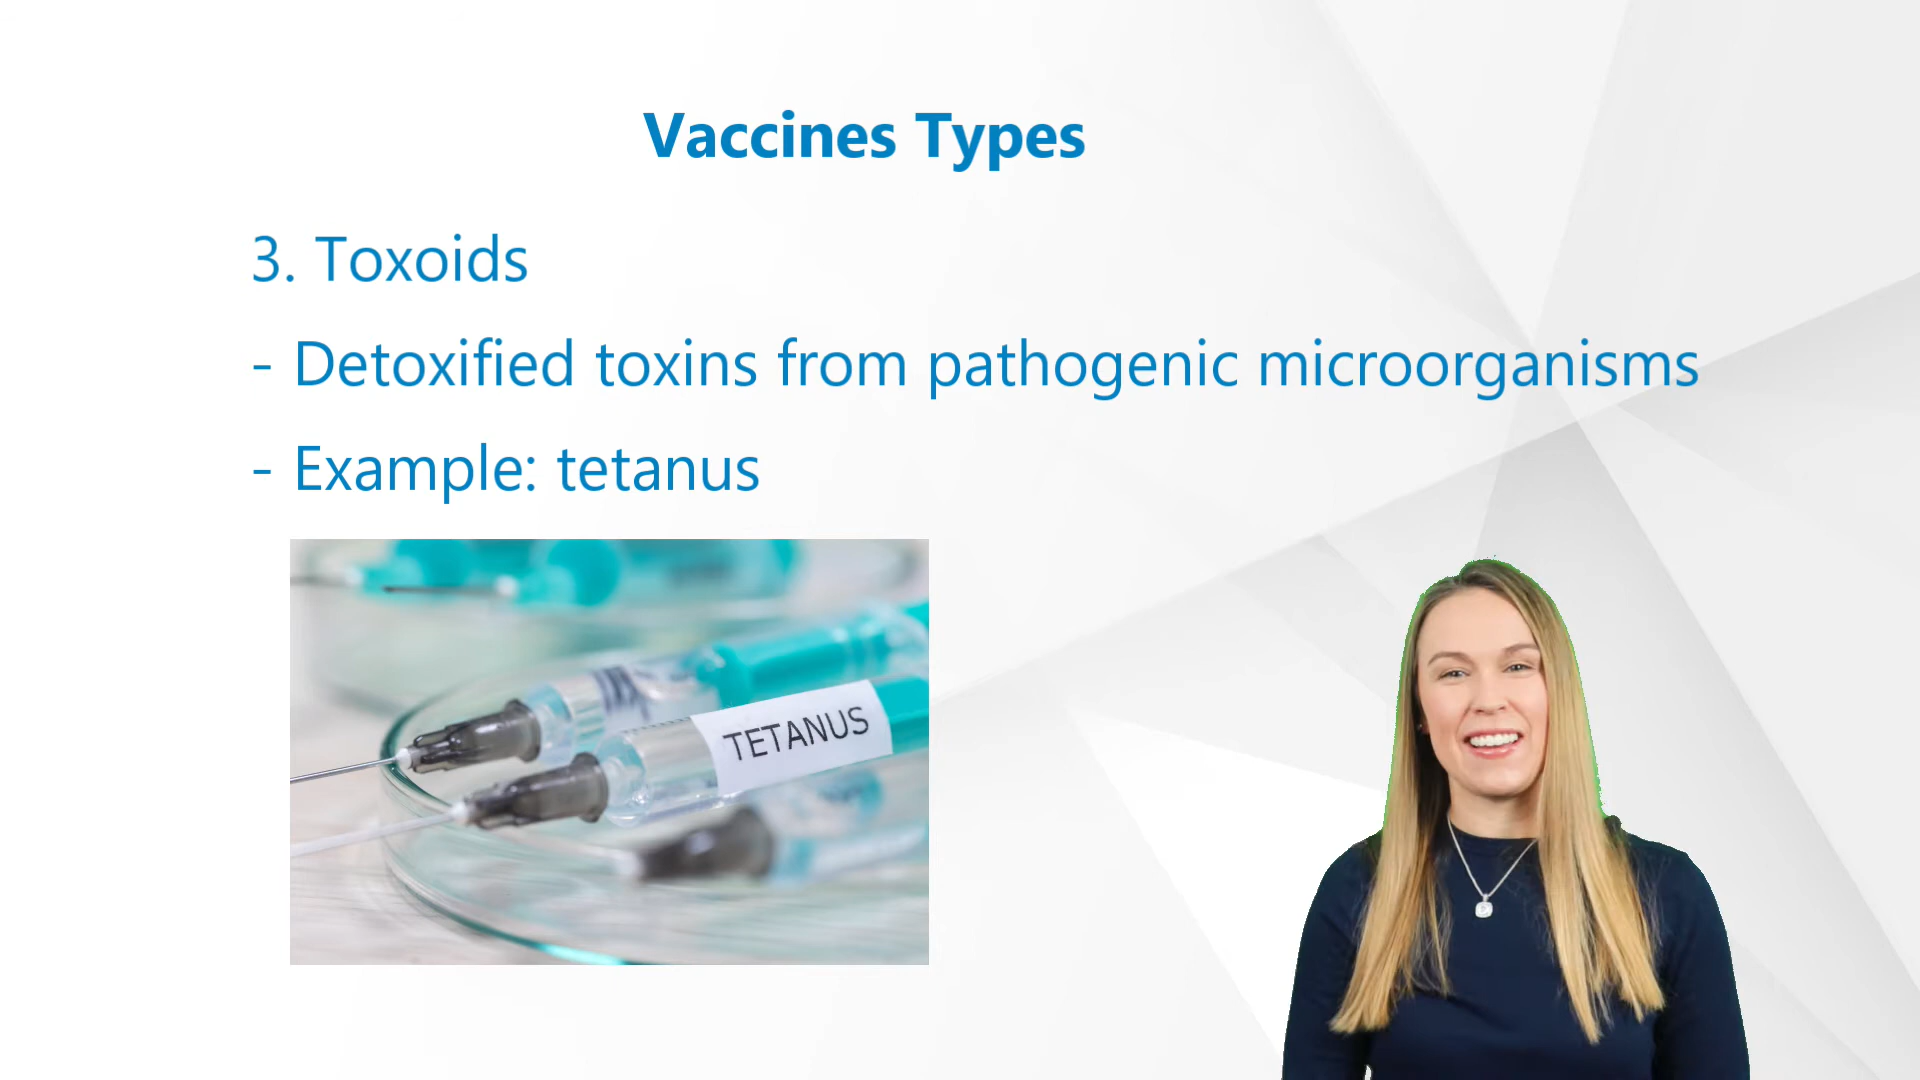 Vaccines Types
3. Toxoids
- Detoxified toxins from pathogenic microorganisms
- Example: tetanus
TETANUS